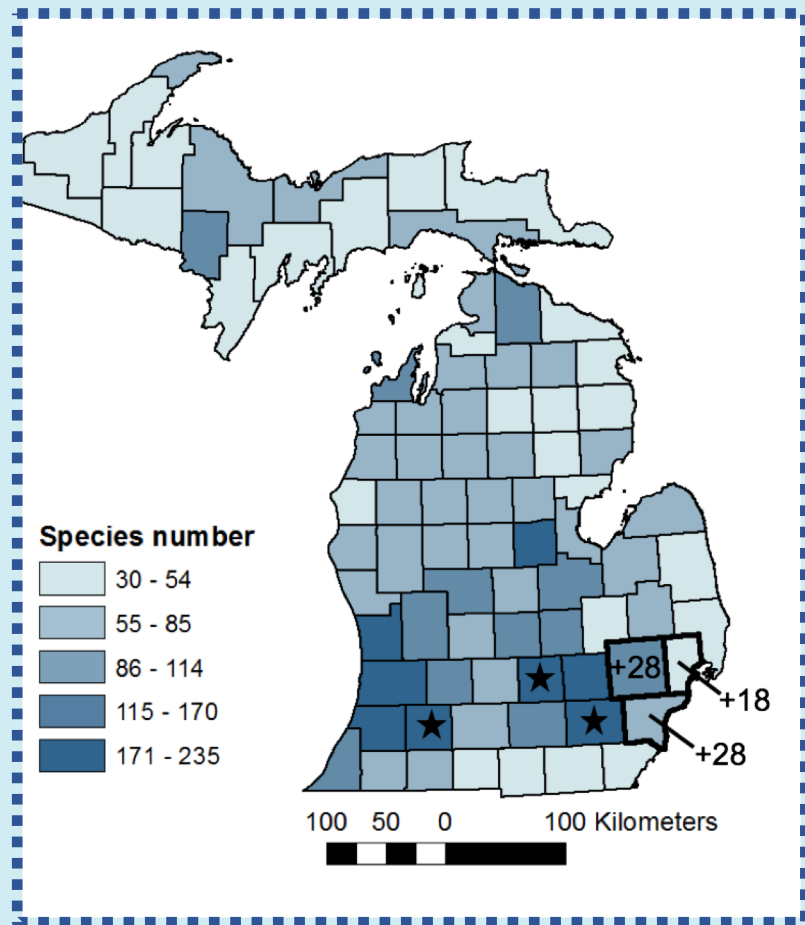 Species number
30 - 54
55 - 85
86 - 114
115 - 170
171 - 235
+28
+18
+28
100 50 0 100 Kilometers